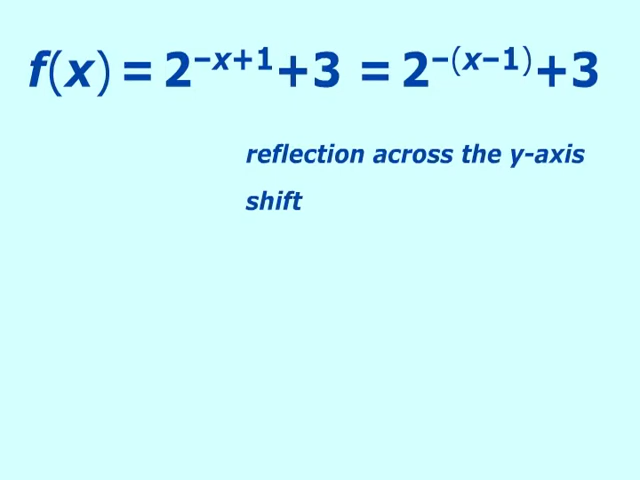 f(x) = 2⁻ˣ⁺¹+3 = 2⁻⁽ˣ⁻¹⁾+3
reflection across the y-axis
shift